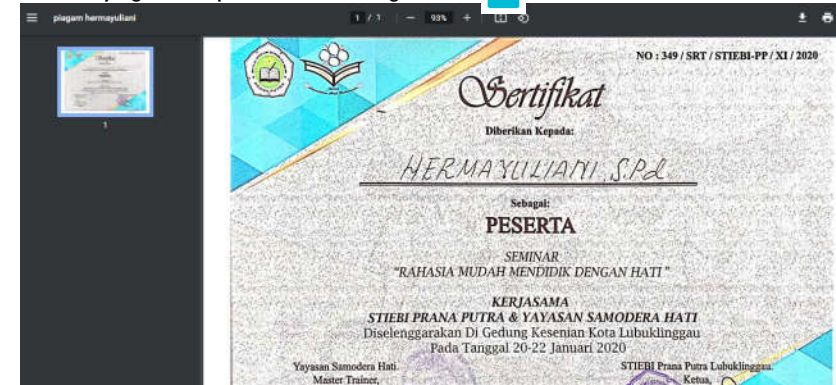 piagam hermayuliani
1 / 1
93%
1
NO : 349 / SRT / STIEBI-PP / XI / 2020
Sertifikat
Diberikan Kepada:
HERMAYULIANI, S.Pd
Sebagai:
PESERTA
SEMINAR
"RAHASIA MUDAH MENDIDIK DENGAN HATI"
KERJASAMA
STIEBI PRANA PUTRA & YAYASAN SAMODERA HATI
Diselenggarakan Di Gedung Kesenian Kota Lubuklinggau
Pada Tanggal 20-22 Januari 2020
Yayasan Samodera Hati.
STIEBI Prana Putra Lubuklinggau.
Master Trainer,
Ketua,